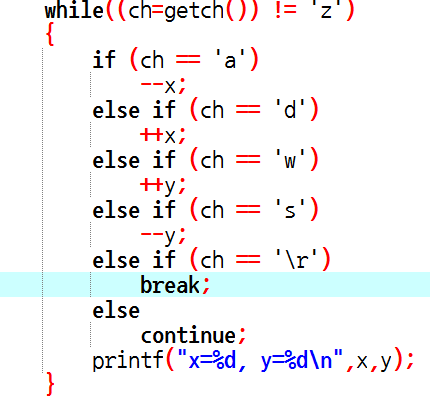 while((ch=getch()) != 'z')
{
    if (ch == 'a')
        --x;
    else if (ch == 'd')
        ++x;
    else if (ch == 'w')
        ++y;
    else if (ch == 's')
        --y;
    else if (ch == '\r')
        break;
    else
        continue;
    printf("x=%d, y=%d\n",x,y);
}